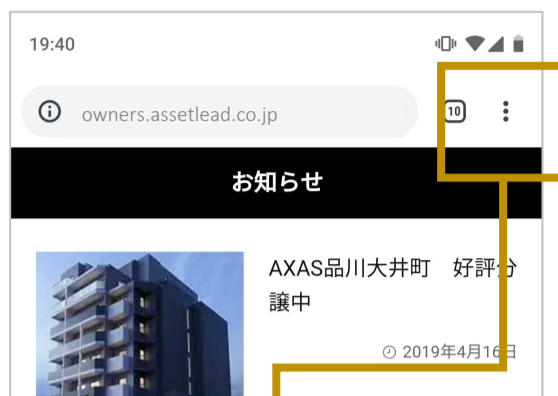 19:40
owners.assetlead.co.jp
10
お知らせ
AXAS品川大井町　好評分
譲中
2019年4月16日